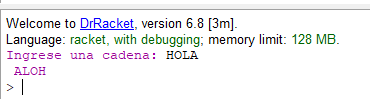 Welcome to DrRacket, version 6.8 [3m].
Language: racket, with debugging; memory limit: 128 MB.
Ingrese una cadena: HOLA
ALOH
>